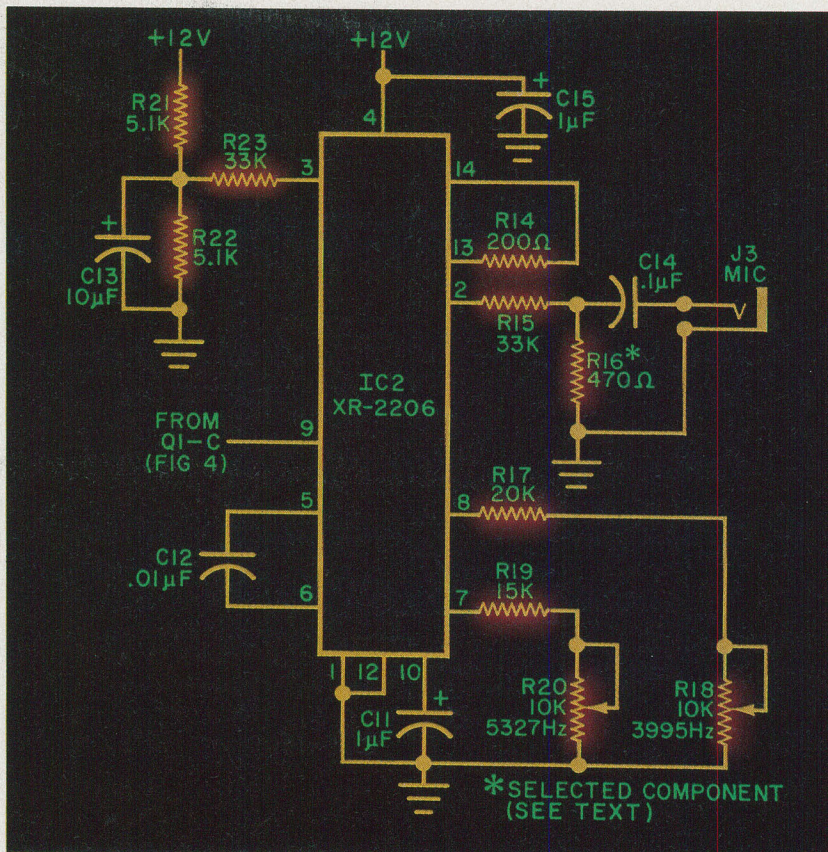 +12V
+12V
R21
5.1K
C15
1µF
4
R23
33K
3
14
R14
200Ω
13
R22
5.1K
C13
10µF
C14
.1µF
J3
MIC
2
R15
33K
R16*
470Ω
IC2
XR-2206
FROM
Q1-C
(FIG 4)
9
R17
20K
8
5
C12
.01µF
R19
15K
6
7
1
12
10
C11
1µF
R20
10K
5327Hz
R18
10K
3995Hz
*SELECTED COMPONENT
(SEE TEXT)